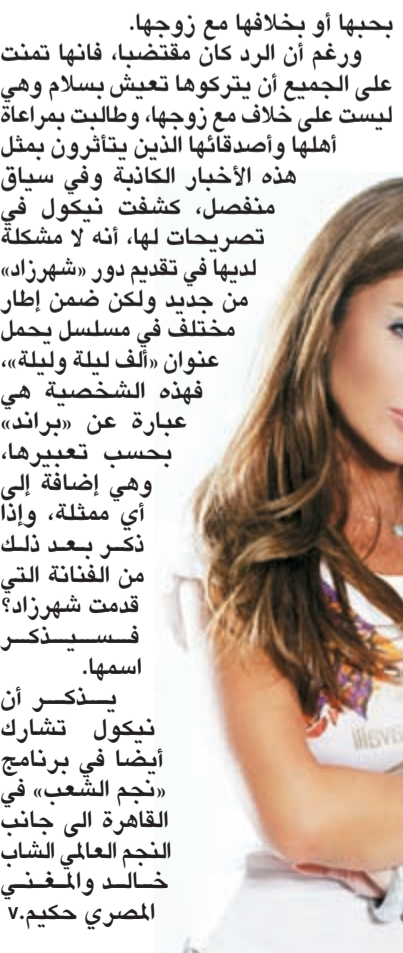 بحبها أو بخلافها مع زوجها.
ورغم أن الرد كان مقتضبا، فانها تمنت
على الجميع أن يتركوها تعيش بسلام وهي
ليست على خلاف مع زوجها، وطالبت بمراعاة
أهلها وأصدقائها الذين يتأثرون بمثل
هذه الأخبار الكاذبة وفي سياق
منفصل، كشفت نيكول في
تصريحات لها، أنه لا مشكلة
لديها في تقديم دور «شهرزاد»
من جديد ولكن ضمن إطار
مختلف في مسلسل يحمل
عنوان «ألف ليلة وليلة»،
فهذه الشخصية هي
عبارة عن «براند»
بحسب تعبيرها،
وهي إضافة إلى
أي ممثلة، وإذا
ذكر بعد ذلك
من الفنانة التي
قدمت شهرزاد؟
فسيذكر
اسمها.
يذكر أن
نيكول تشارك
أيضا في برنامج
«نجم الشعب» في
القاهرة الى جانب
النجم العالمي الشاب
خالد والمغني
المصري حكيم.٧